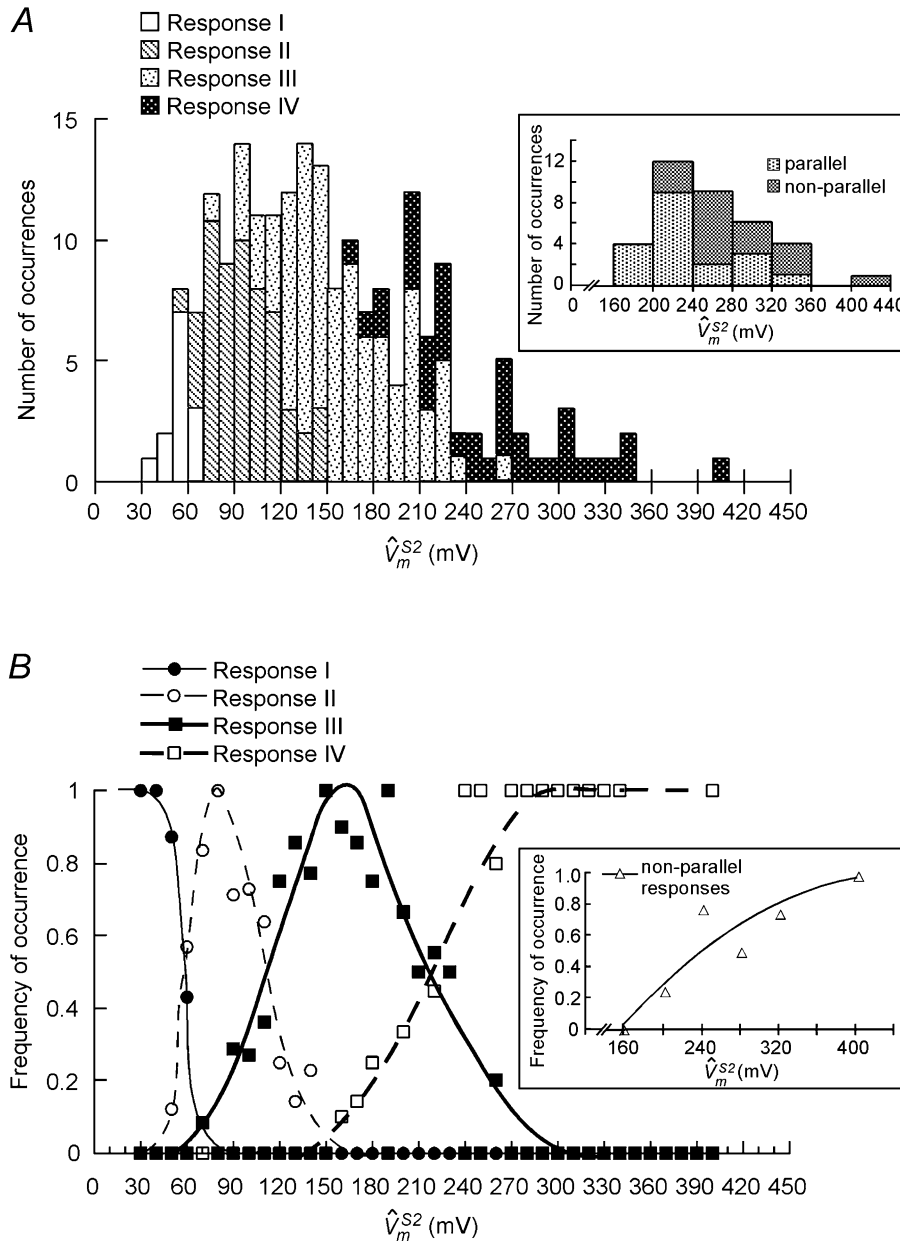 A
Response I
Response II
Response III
Response IV
15
10
5
0
Number of occurrences
0 30 60 90 120 150 180 210 240 270 300 330 360 390 420 450
V̂ₘˢ² (mV)
12
8
4
0
Number of occurrences
parallel
non-parallel
0 160 200 240 280 320 360 400 440
V̂ₘˢ² (mV)
B
Response I
Response II
Response III
Response IV
1
0.8
0.6
0.4
0.2
0
Frequency of occurrence
0 30 60 90 120 150 180 210 240 270 300 330 360 390 420 450
V̂ₘˢ² (mV)
1.0
0.8
0.6
0.4
0.2
0
Frequency of occurrence
non-parallel
responses
160 240 320 400
V̂ₘˢ² (mV)